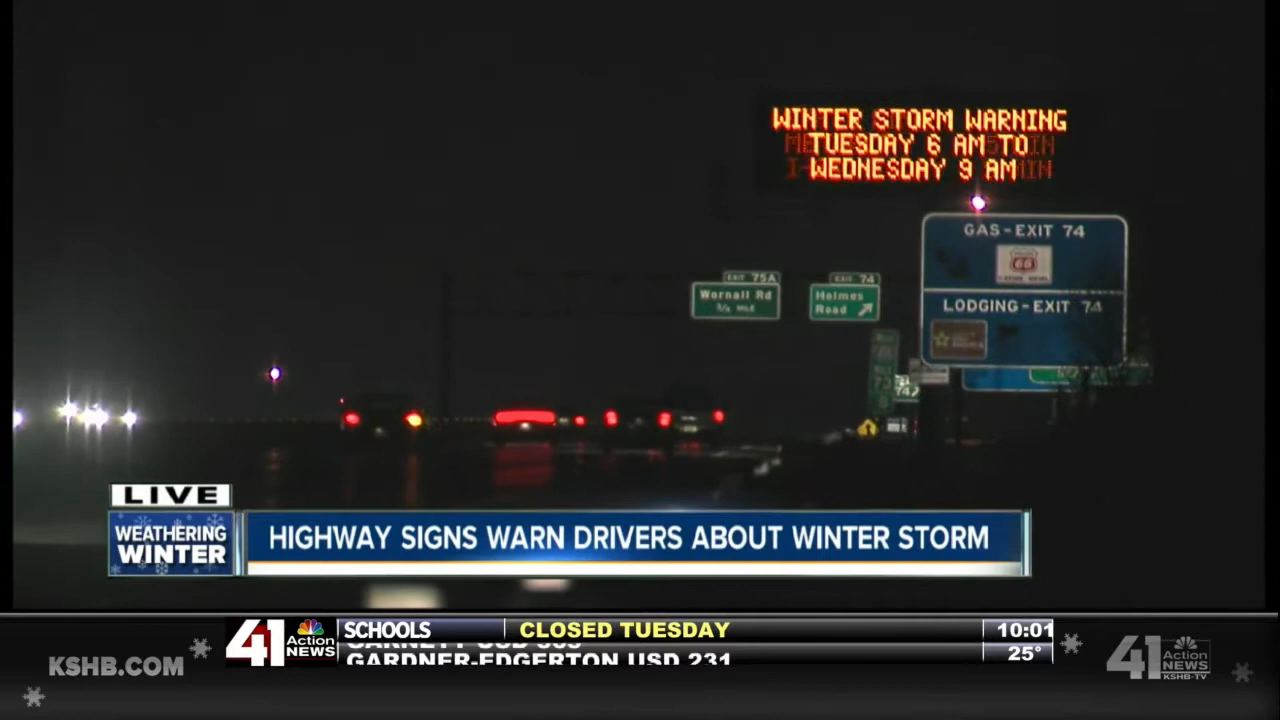 WINTER STORM WARNING
TUESDAY 6 AM TO
WEDNESDAY 9 AM
GAS-EXIT 74
66
LODGING-EXIT 74
EXIT 75A
Wornall Rd
MILE
EXIT 74
Holmes
Road
LIVE
WEATHERING
WINTER
HIGHWAY SIGNS WARN DRIVERS ABOUT WINTER STORM
KSHB.COM
41 Action
NEWS
SCHOOLS
CLOSED TUESDAY
GARDNER-EDGERTON USD 231
10:01
25°
41 Action
NEWS
KSHB-TV